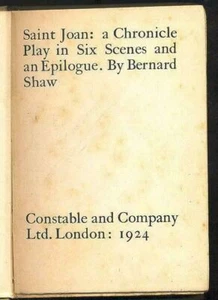 Saint Joan: a Chronicle
Play in Six Scenes and
an Epilogue. By Bernard
Shaw
Constable and Company
Ltd. London: 1924